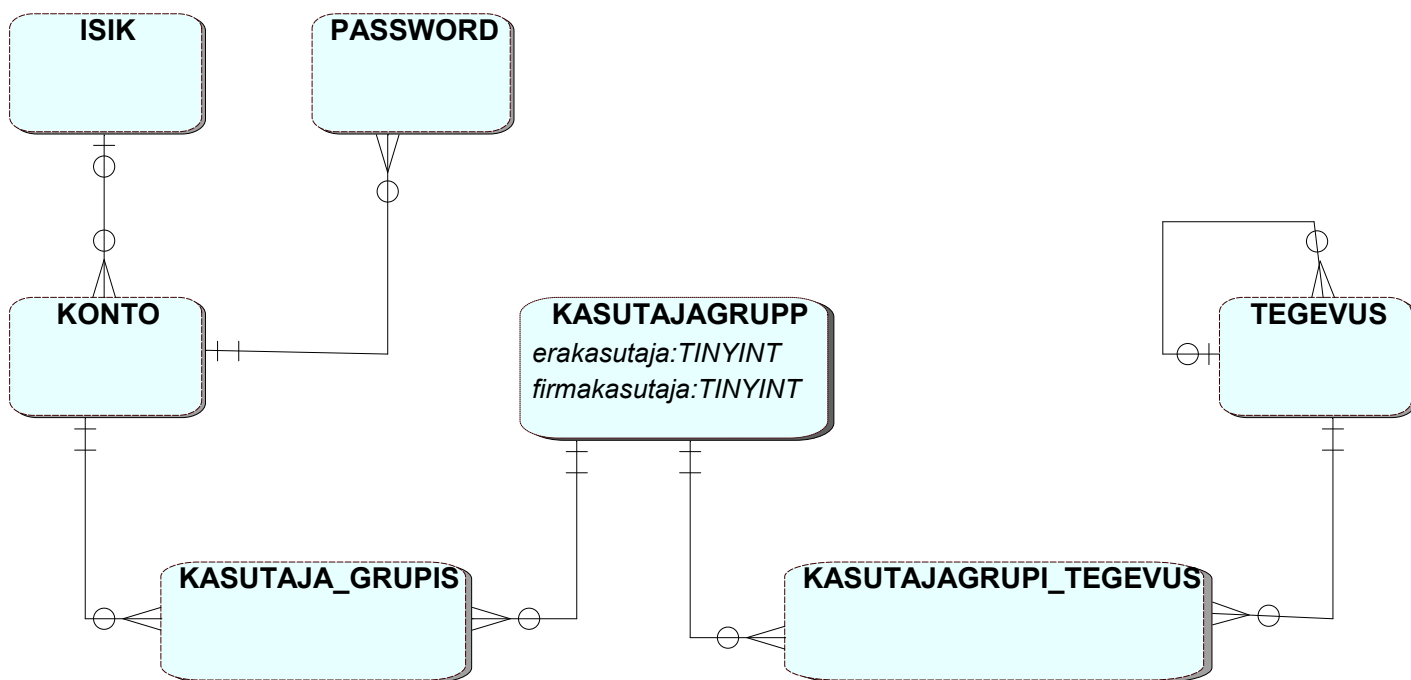 ISIK
PASSWORD
KONTO
KASUTAJAGRUPP
erakasutaja:TINYINT
firmakasutaja:TINYINT
TEGEVUS
KASUTAJA_GRUPIS
KASUTAJAGRUPI_TEGEVUS